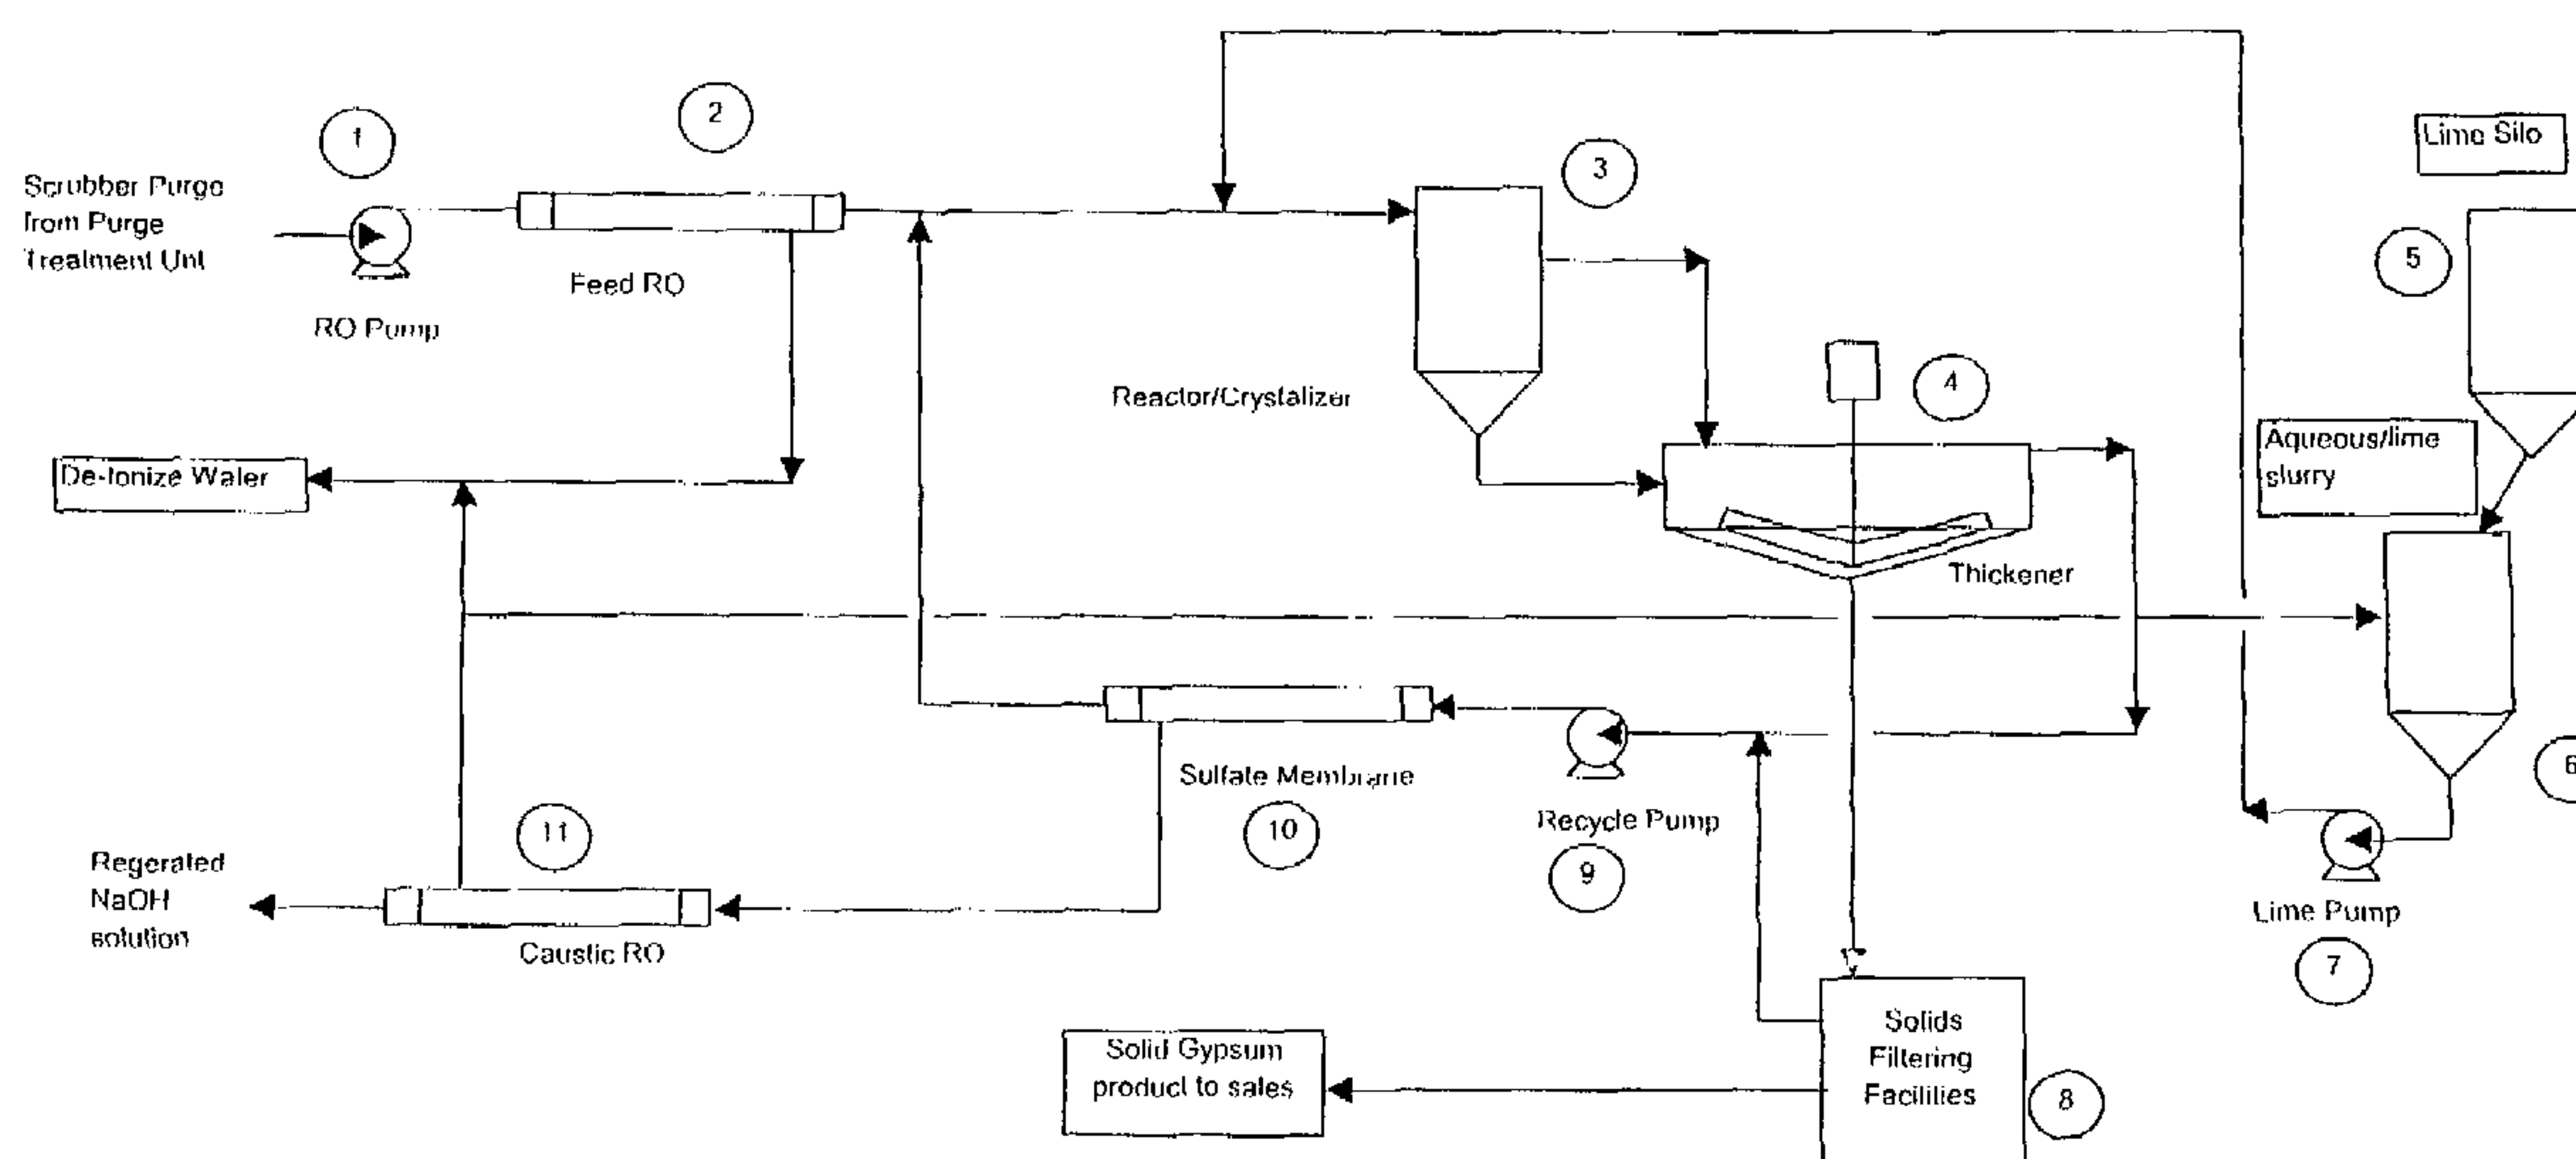 1
2
3
Lime Silo
Scrubber Purge
from Purge
Treatment Unt
5
Feed RO
RO Pump
4
Reactor/Crystalizer
Aqueous/lime
slurry
De-Ionize Water
Thickener
Sulfate Membrane
10
Recycle Pump
9
6
11
Regerated
NaOH
solution
Caustic RO
Lime Pump
7
Solids
Filtering
Facilities
8
Solid Gypsum
product to sales